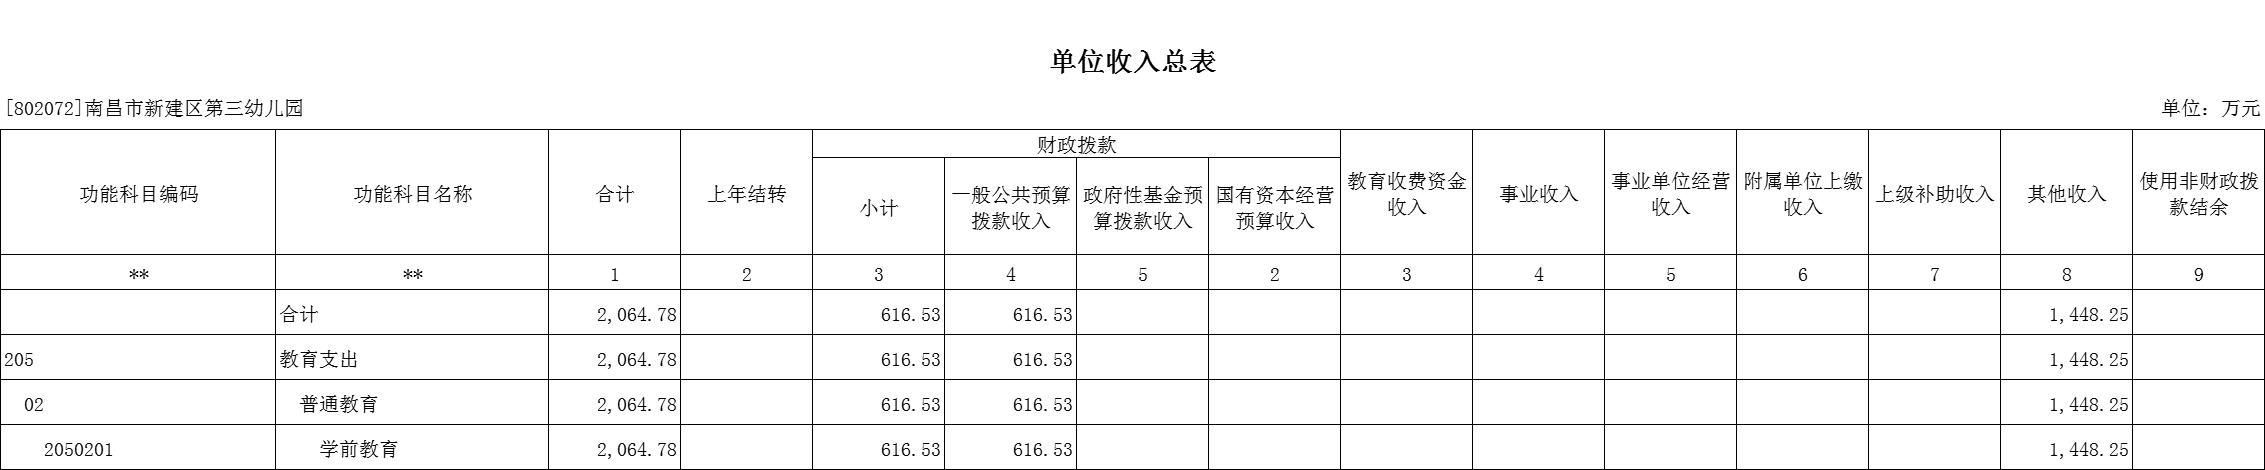 单位收入总表
[802072]南昌市新建区第三幼儿园 单位：万元
功能科目编码 功能科目名称 合计 上年结转 财政拨款 教育收费资金收入 事业收入 事业单位经营收入 附属单位上缴收入 上级补助收入 其他收入 使用非财政拨款结余
小计 一般公共预算拨款收入 政府性基金预算拨款收入 国有资本经营预算收入
** ** 1 2 3 4 5 2 3 4 5 6 7 8 9
合计 2,064.78 616.53 616.53 1,448.25
205 教育支出 2,064.78 616.53 616.53 1,448.25
02 普通教育 2,064.78 616.53 616.53 1,448.25
2050201 学前教育 2,064.78 616.53 616.53 1,448.25